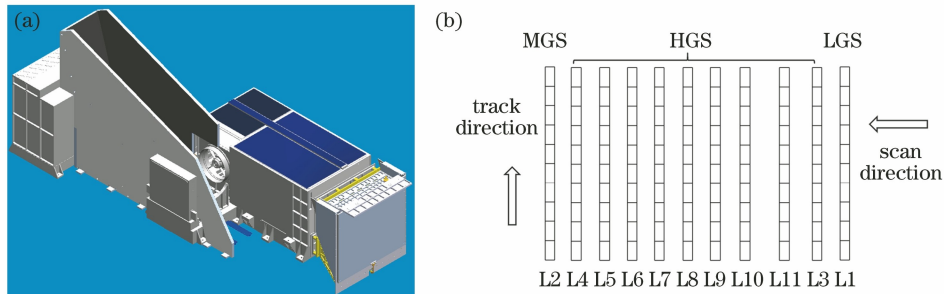 (a)
(b)
MGS HGS LGS
track
direction
scan
direction
L2 L4 L5 L6 L7 L8 L9 L10 L11 L3 L1